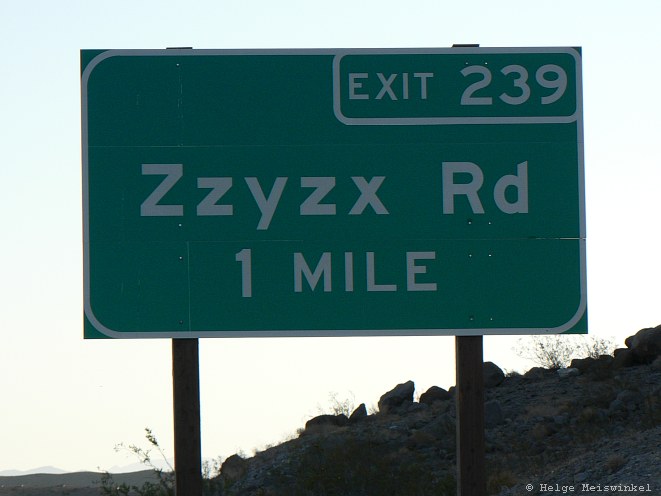 EXIT 239
Zzyzx Rd
1 MILE
© Helge Meiswinkel